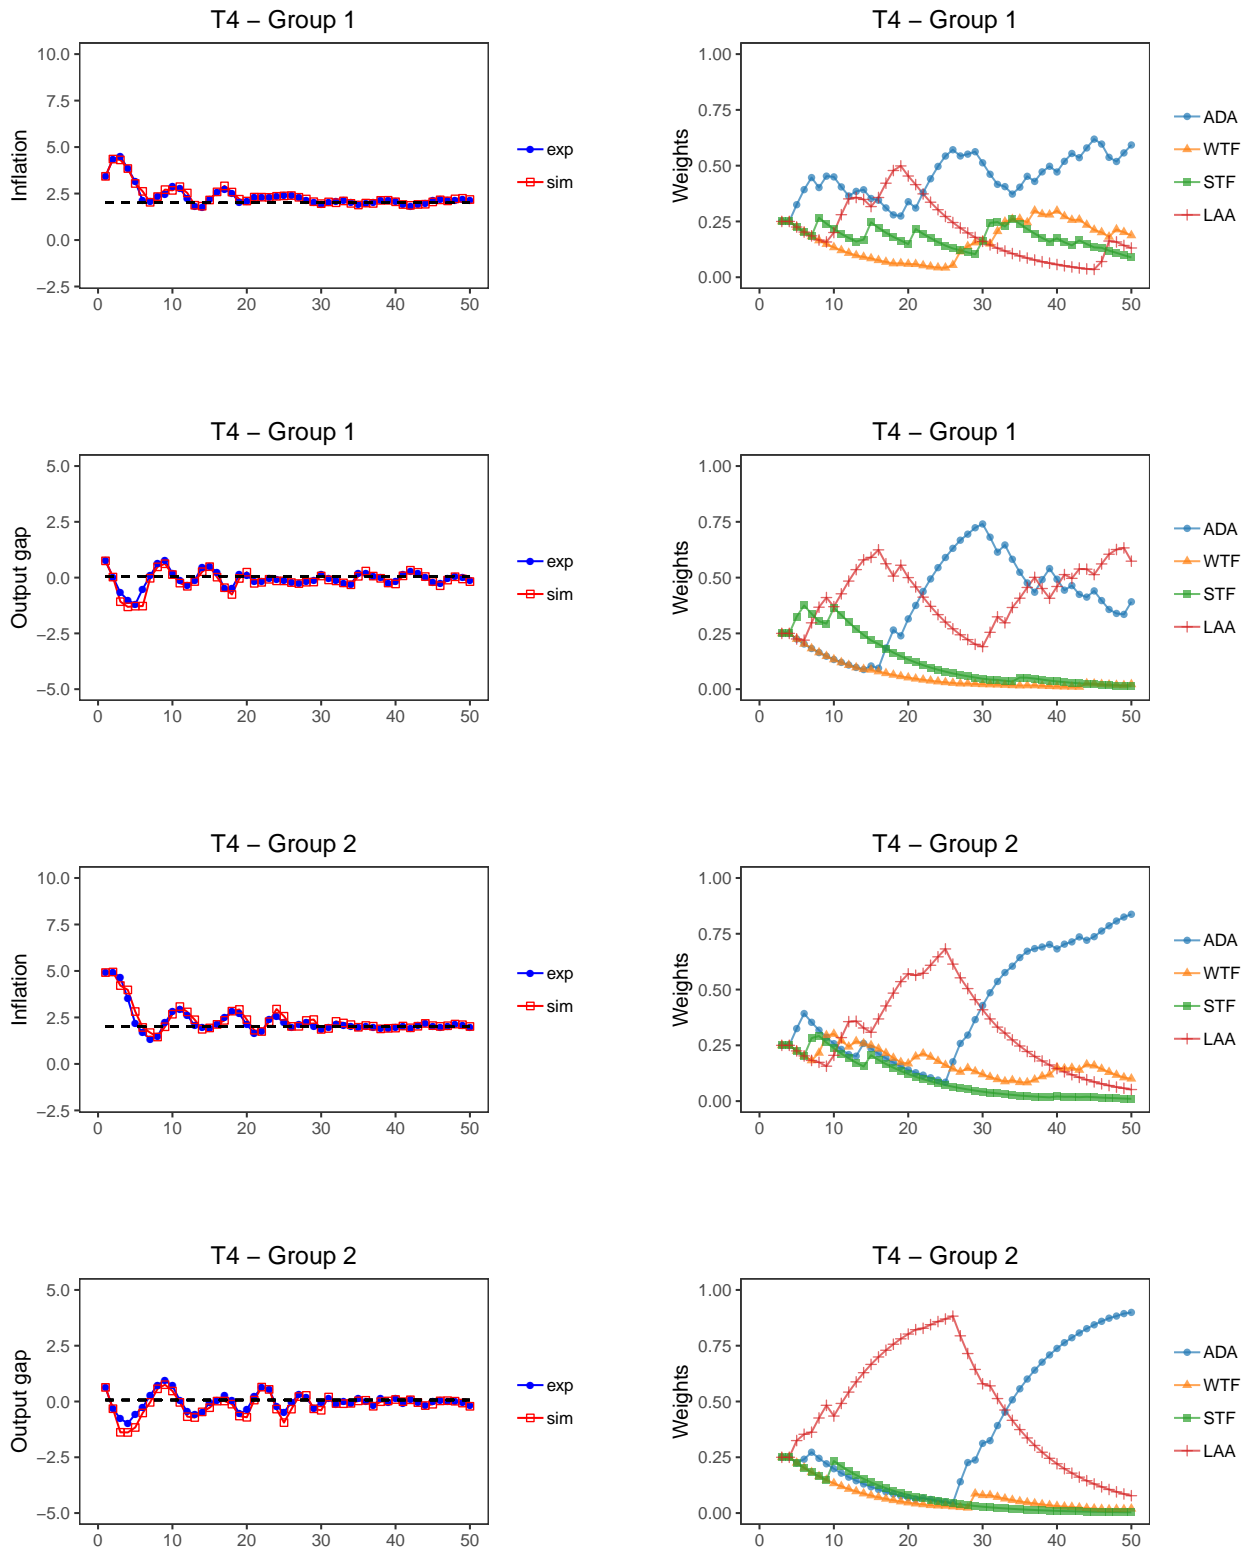 T4 – Group 1
Inflation
10.0
7.5
5.0
2.5
0.0
−2.5
0 10 20 30 40 50
exp
sim
T4 – Group 1
Weights
1.00
0.75
0.50
0.25
0.00
0 10 20 30 40 50
ADA
WTF
STF
LAA
T4 – Group 1
Output gap
5.0
2.5
0.0
−2.5
−5.0
0 10 20 30 40 50
exp
sim
T4 – Group 1
Weights
1.00
0.75
0.50
0.25
0.00
0 10 20 30 40 50
ADA
WTF
STF
LAA
T4 – Group 2
Inflation
10.0
7.5
5.0
2.5
0.0
−2.5
0 10 20 30 40 50
exp
sim
T4 – Group 2
Weights
1.00
0.75
0.50
0.25
0.00
0 10 20 30 40 50
ADA
WTF
STF
LAA
T4 – Group 2
Output gap
5.0
2.5
0.0
−2.5
−5.0
0 10 20 30 40 50
exp
sim
T4 – Group 2
Weights
1.00
0.75
0.50
0.25
0.00
0 10 20 30 40 50
ADA
WTF
STF
LAA